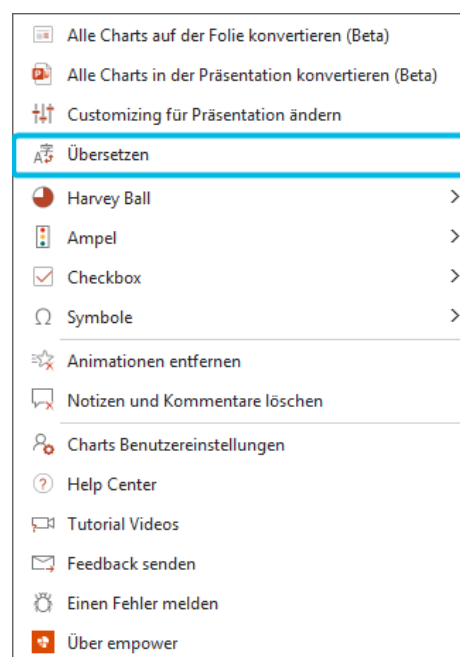 Alle Charts auf der Folie konvertieren (Beta)
Alle Charts in der Präsentation konvertieren (Beta)
Customizing für Präsentation ändern
Übersetzen
Harvey Ball
Ampel
Checkbox
Symbole
Animationen entfernen
Notizen und Kommentare löschen
Charts Benutzereinstellungen
Help Center
Tutorial Videos
Feedback senden
Einen Fehler melden
Über empower